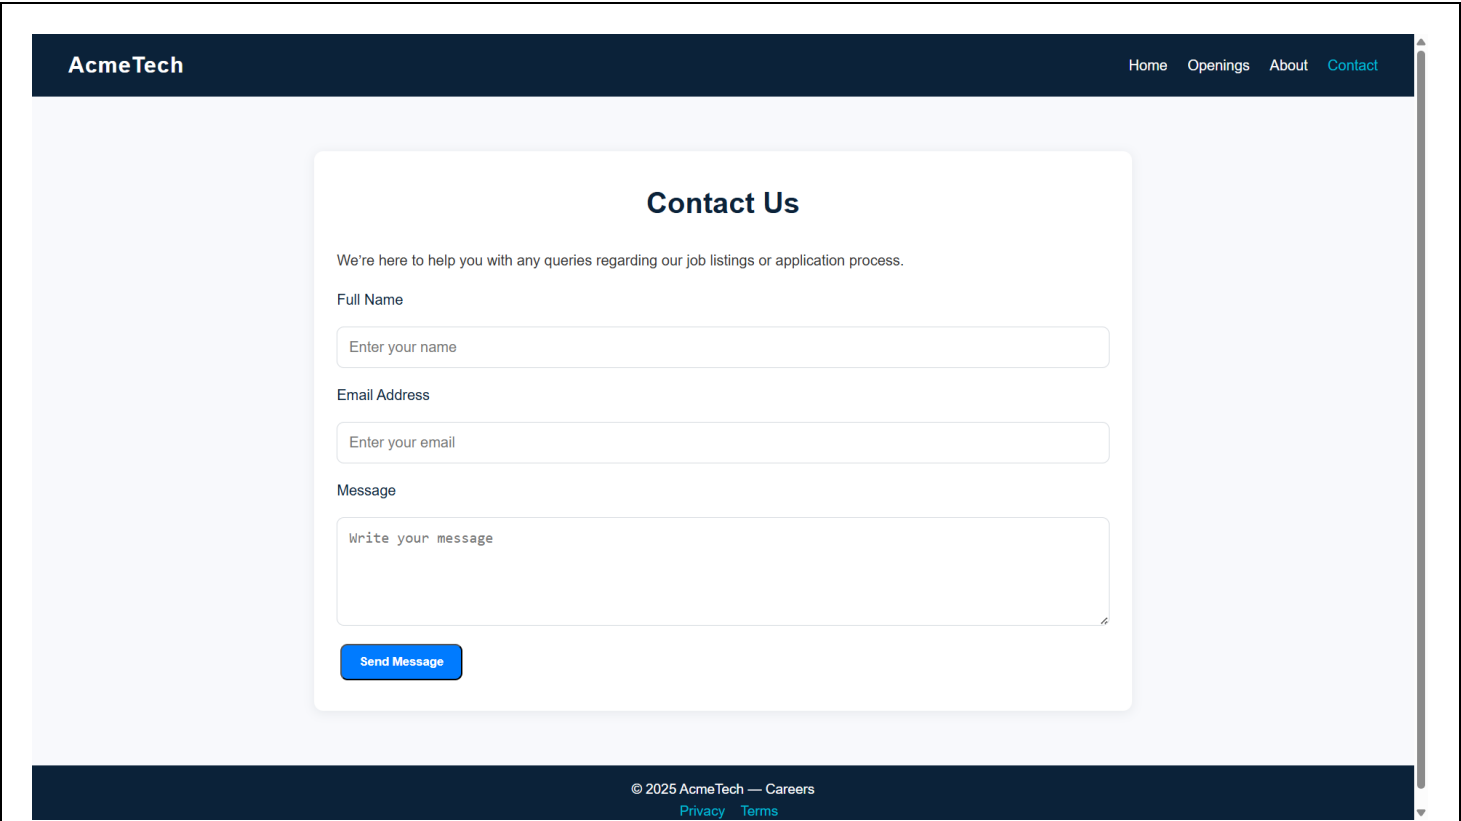 AcmeTech
Home Openings About Contact
Contact Us
We’re here to help you with any queries regarding our job listings or application process.
Full Name
Enter your name
Email Address
Enter your email
Message
Write your message
Send Message
© 2025 AcmeTech — Careers
Privacy Terms